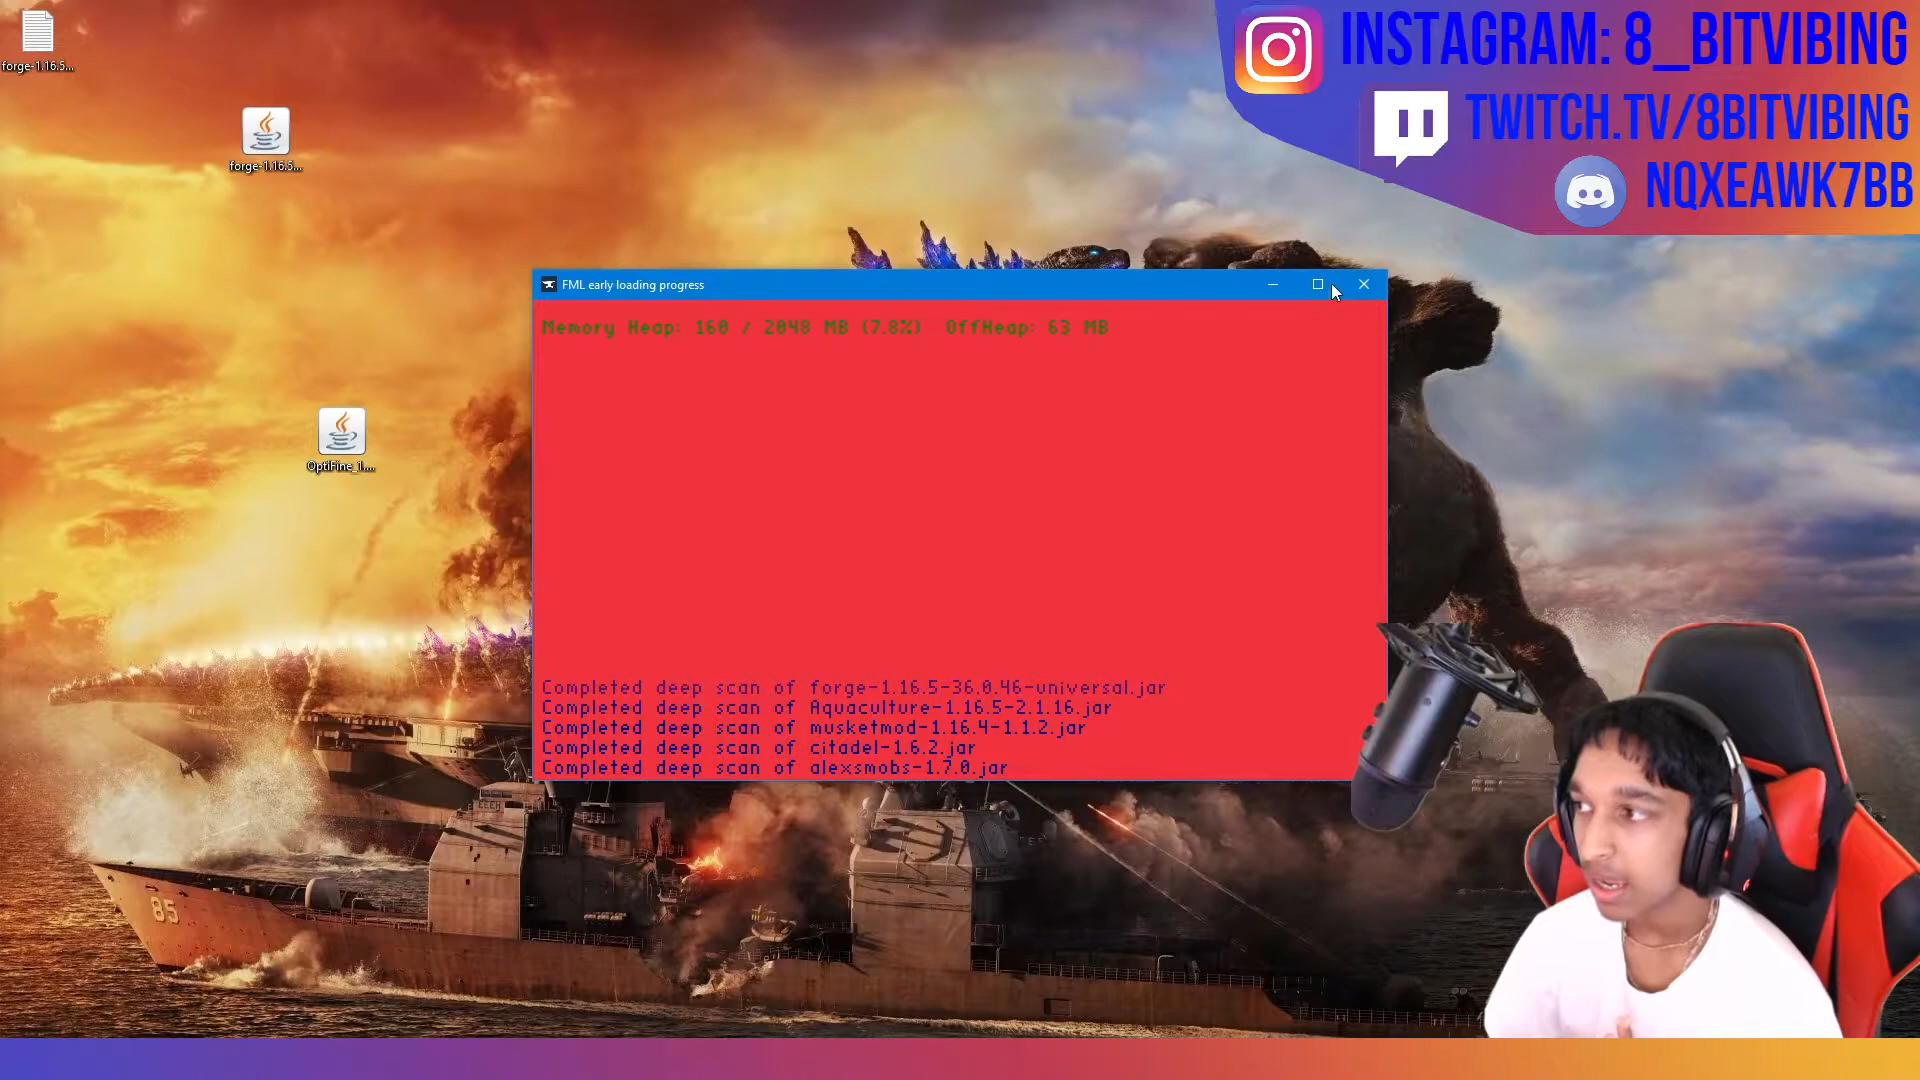 forge-1.16.5...
forge-1.16.5...
OptiFine_1....
INSTAGRAM: 8_BITVIBING
TWITCH.TV/8BITVIBING
NQXEAWK7BB
FML early loading progress
Memory Heap: 160 / 2048 MB (7.8%) OffHeap: 63 MB
Completed deep scan of forge-1.16.5-36.0.46-universal.jar
Completed deep scan of Aquaculture-1.16.5-2.1.16.jar
Completed deep scan of musketmod-1.16.4-1.1.2.jar
Completed deep scan of citadel-1.6.2.jar
Completed deep scan of alexsmobs-1.7.0.jar
85